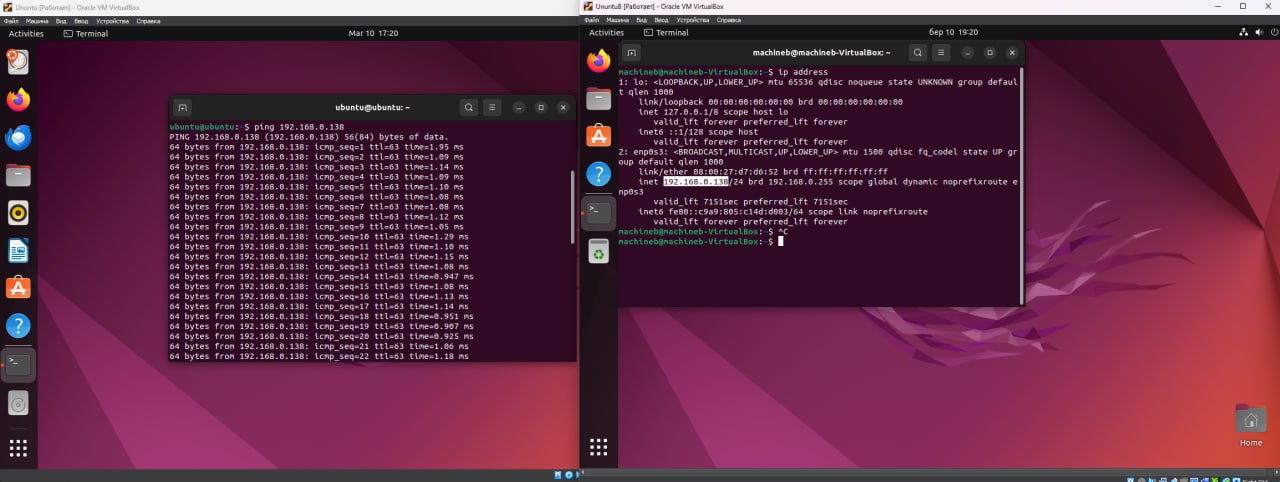 Ununtu [Работает] - Oracle VM VirtualBox
Файл Машина Вид Ввод Устройства Справка
Activities Terminal Mar 10 17:20
ubuntu@ubuntu: ~
ubuntu@ubuntu:~$ ping 192.168.0.138
PING 192.168.0.138 (192.168.0.138) 56(84) bytes of data.
64 bytes from 192.168.0.138: icmp_seq=1 ttl=63 time=1.95 ms
64 bytes from 192.168.0.138: icmp_seq=2 ttl=63 time=1.09 ms
64 bytes from 192.168.0.138: icmp_seq=3 ttl=63 time=1.14 ms
64 bytes from 192.168.0.138: icmp_seq=4 ttl=63 time=1.09 ms
64 bytes from 192.168.0.138: icmp_seq=5 ttl=63 time=1.10 ms
64 bytes from 192.168.0.138: icmp_seq=6 ttl=63 time=1.08 ms
64 bytes from 192.168.0.138: icmp_seq=7 ttl=63 time=1.08 ms
64 bytes from 192.168.0.138: icmp_seq=8 ttl=63 time=1.12 ms
64 bytes from 192.168.0.138: icmp_seq=9 ttl=63 time=1.05 ms
64 bytes from 192.168.0.138: icmp_seq=10 ttl=63 time=1.29 ms
64 bytes from 192.168.0.138: icmp_seq=11 ttl=63 time=1.10 ms
64 bytes from 192.168.0.138: icmp_seq=12 ttl=63 time=1.15 ms
64 bytes from 192.168.0.138: icmp_seq=13 ttl=63 time=1.08 ms
64 bytes from 192.168.0.138: icmp_seq=14 ttl=63 time=0.947 ms
64 bytes from 192.168.0.138: icmp_seq=15 ttl=63 time=1.08 ms
64 bytes from 192.168.0.138: icmp_seq=16 ttl=63 time=1.13 ms
64 bytes from 192.168.0.138: icmp_seq=17 ttl=63 time=1.14 ms
64 bytes from 192.168.0.138: icmp_seq=18 ttl=63 time=0.951 ms
64 bytes from 192.168.0.138: icmp_seq=19 ttl=63 time=0.907 ms
64 bytes from 192.168.0.138: icmp_seq=20 ttl=63 time=0.925 ms
64 bytes from 192.168.0.138: icmp_seq=21 ttl=63 time=1.06 ms
64 bytes from 192.168.0.138: icmp_seq=22 ttl=63 time=1.18 ms
UnuntuB [Работает] - Oracle VM VirtualBox
Файл Машина Вид Ввод Устройства Справка
Activities Terminal бер 10 19:20
machineb@machineb-VirtualBox: ~
machineb@machineb-VirtualBox:~$ ip address
1: lo: <LOOPBACK,UP,LOWER_UP> mtu 65536 qdisc noqueue state UNKNOWN group defaul
t qlen 1000
link/loopback 00:00:00:00:00:00 brd 00:00:00:00:00:00
inet 127.0.0.1/8 scope host lo
valid_lft forever preferred_lft forever
inet6 ::1/128 scope host
valid_lft forever preferred_lft forever
2: enp0s3: <BROADCAST,MULTICAST,UP,LOWER_UP> mtu 1500 qdisc fq_codel state UP gr
oup default qlen 1000
link/ether 08:00:27:d7:d6:52 brd ff:ff:ff:ff:ff:ff
inet 192.168.0.138/24 brd 192.168.0.255 scope global dynamic noprefixroute e
np0s3
valid_lft 7151sec preferred_lft 7151sec
inet6 fe80::c9a9:805:c14d:d003/64 scope link noprefixroute
valid_lft forever preferred_lft forever
machineb@machineb-VirtualBox:~$ ^C
machineb@machineb-VirtualBox:~$
Home